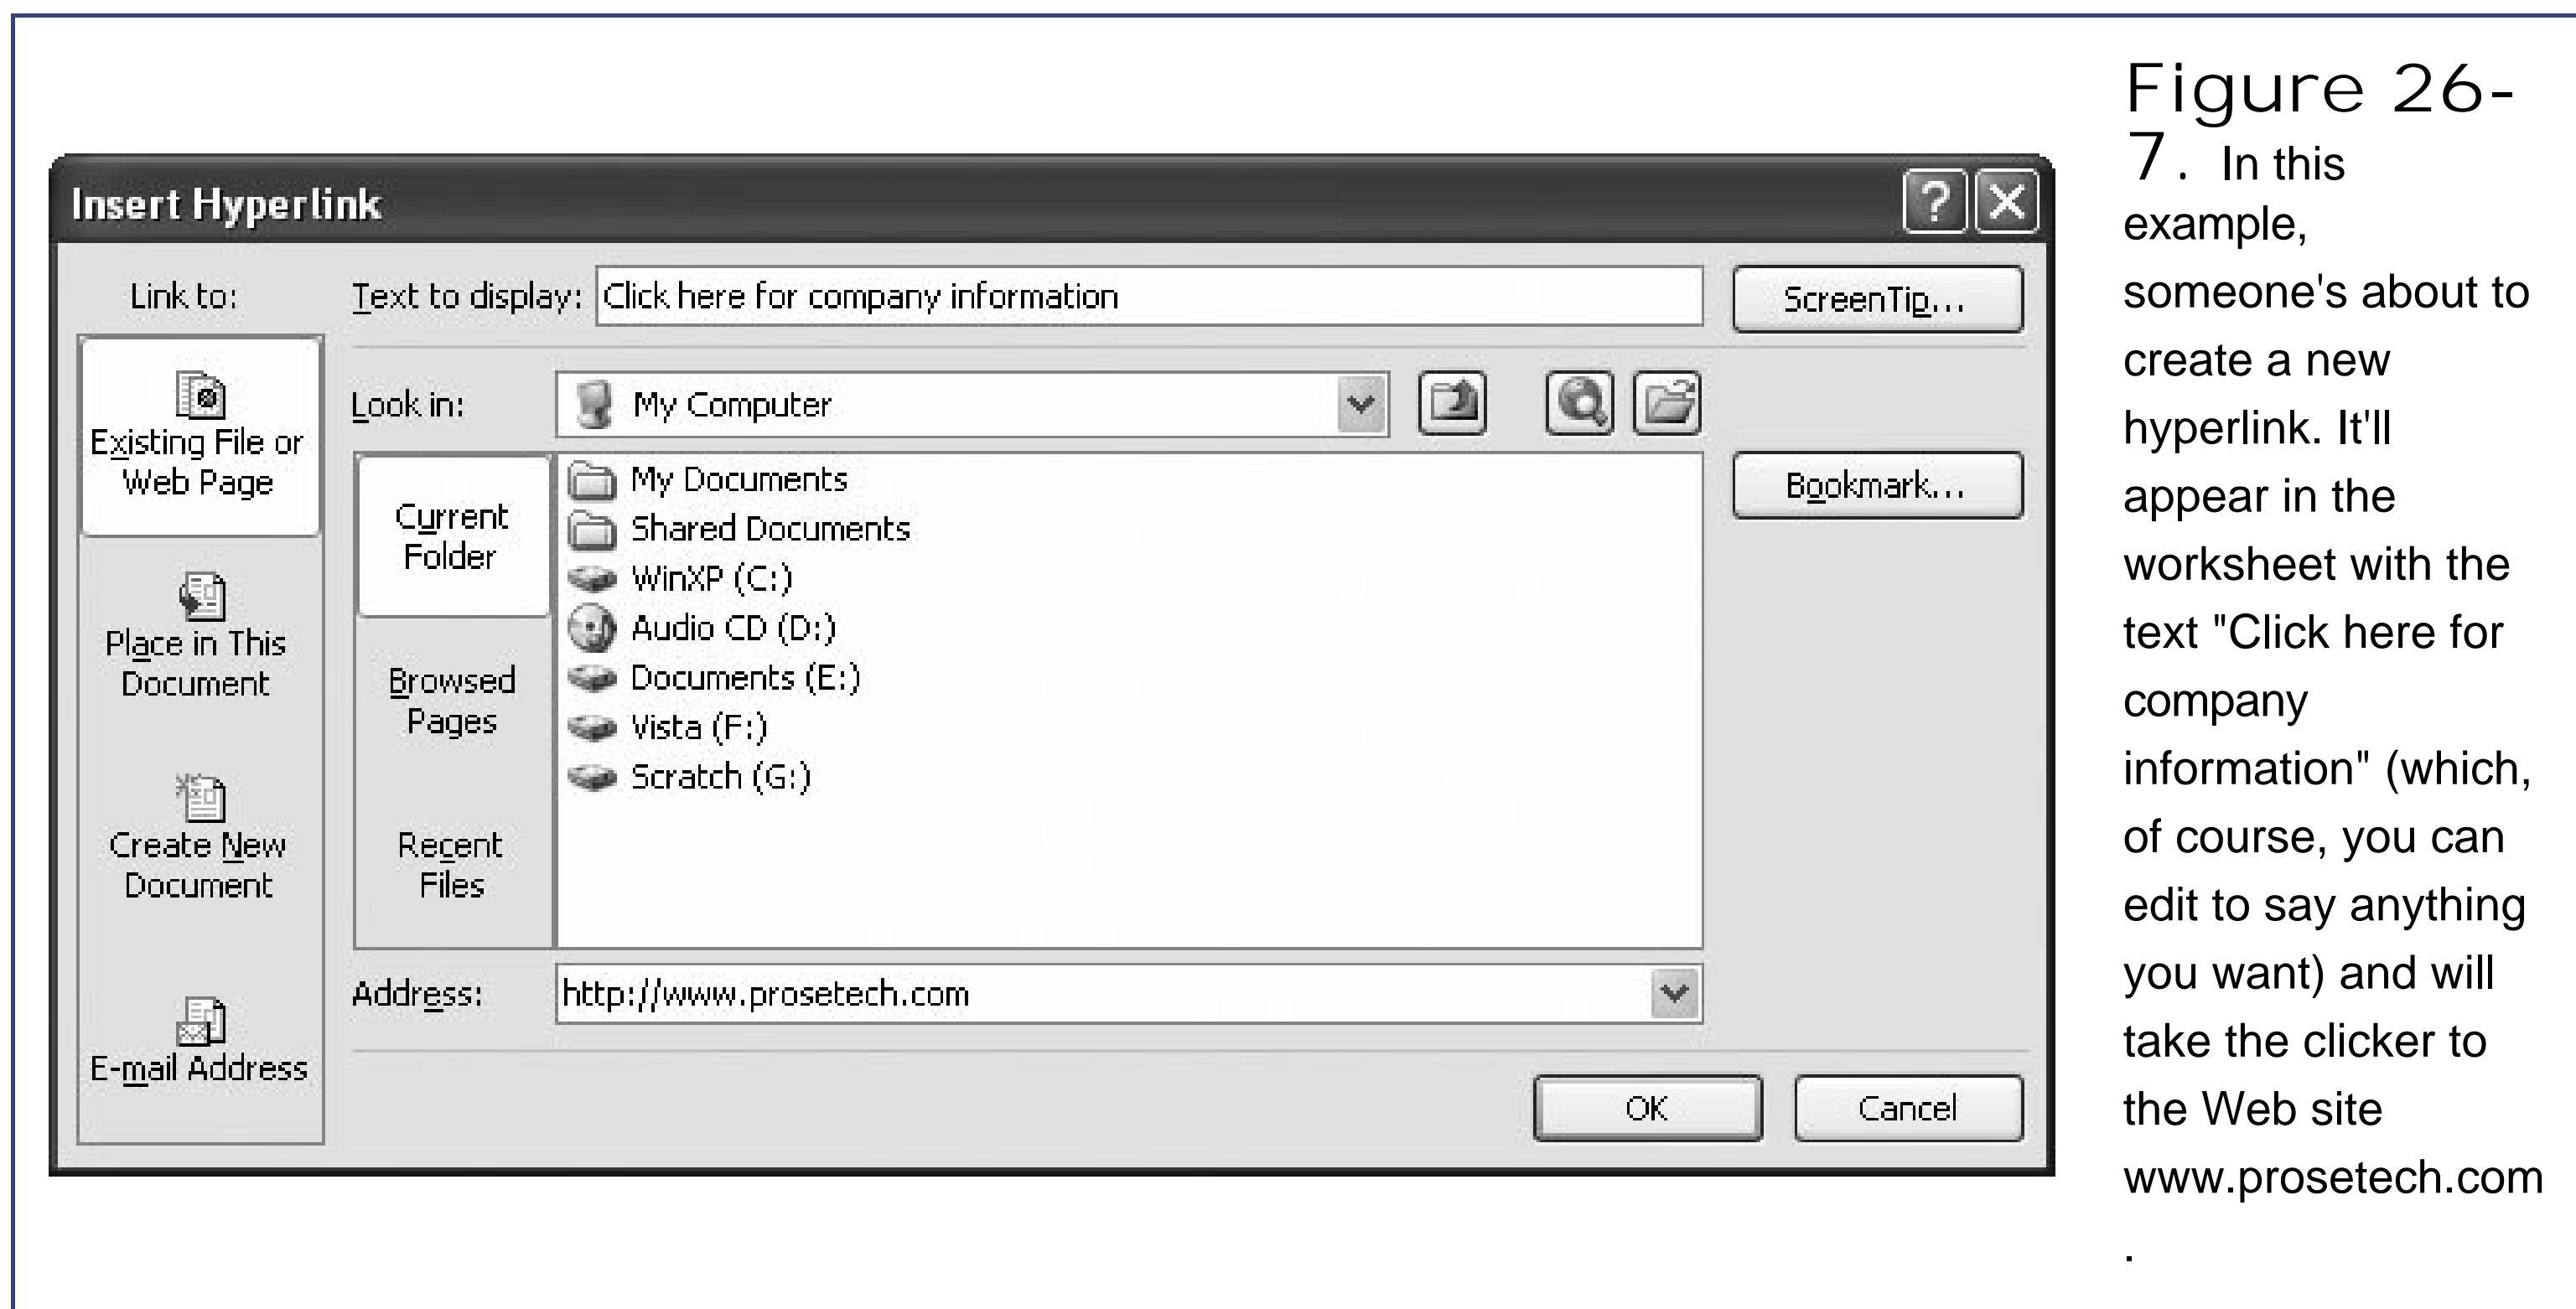 Insert Hyperlink
Link to:
Text to display:
Click here for company information
ScreenTip...
Existing File or
Web Page
Place in This
Document
Create New
Document
E-mail Address
Look in:
My Computer
Current
Folder
Browsed
Pages
Recent
Files
My Documents
Shared Documents
WinXP (C:)
Audio CD (D:)
Documents (E:)
Vista (F:)
Scratch (G:)
Bookmark...
Address:
http://www.prosetech.com
OK
Cancel
Figure 26-
7. In this
example,
someone's about to
create a new
hyperlink. It'll
appear in the
worksheet with the
text "Click here for
company
information" (which,
of course, you can
edit to say anything
you want) and will
take the clicker to
the Web site
www.prosetech.com
.